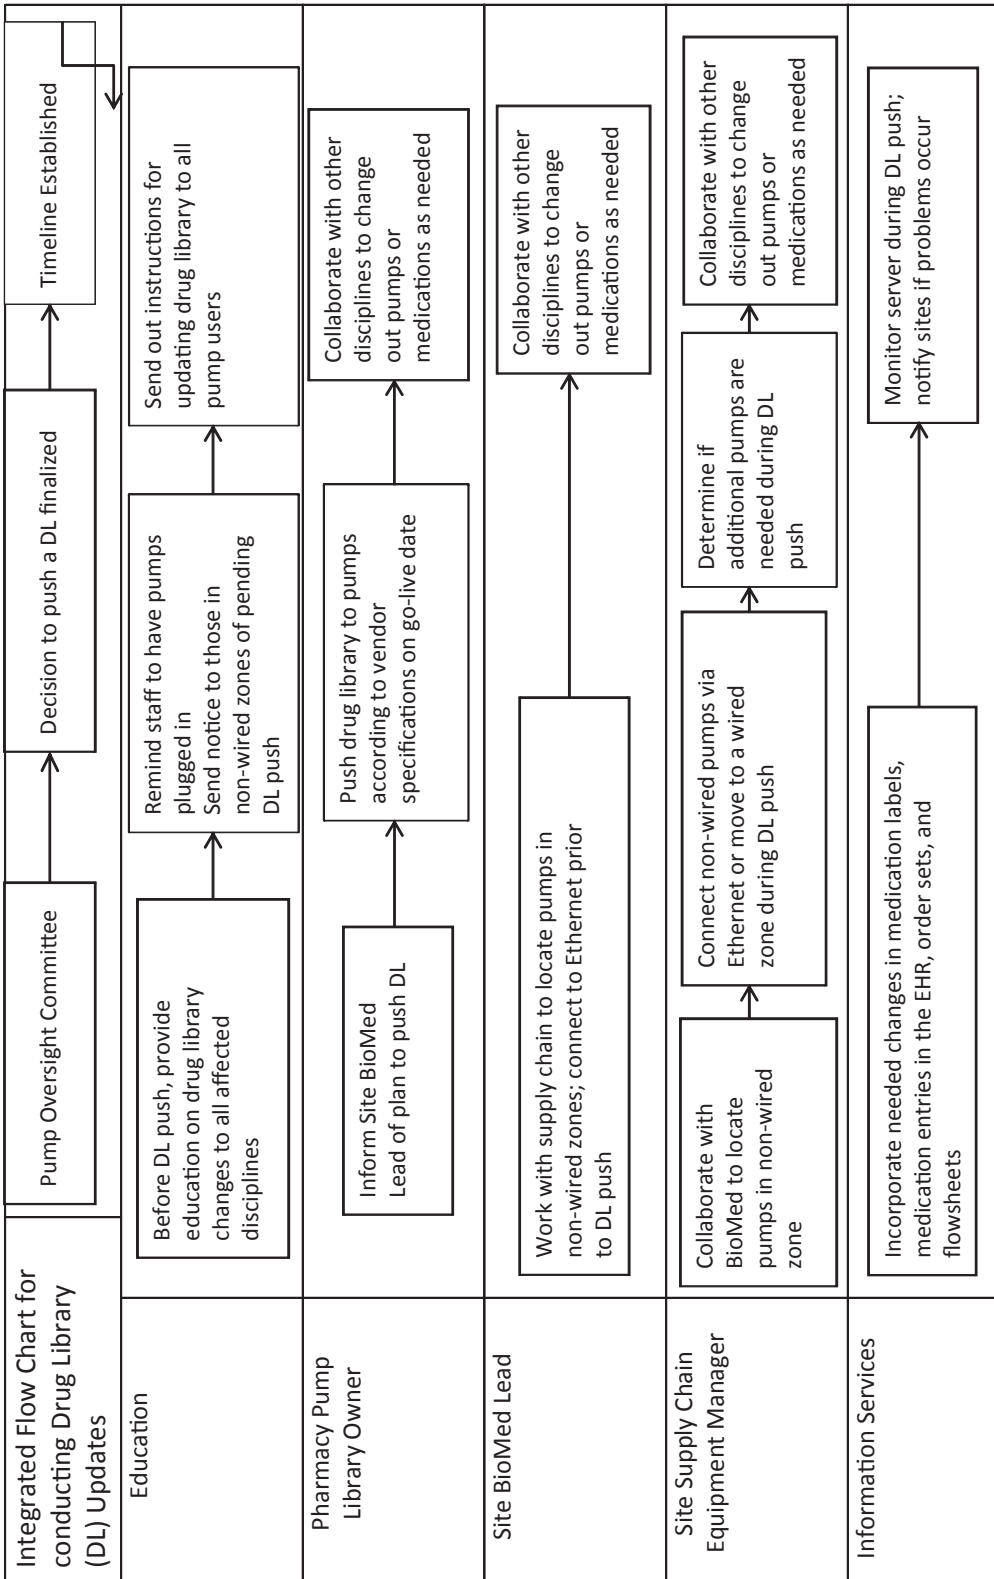 Integrated Flow Chart for
conducting Drug Library
(DL) Updates
Pump Oversight Committee
Decision to push a DL finalized
Timeline Established
Education
Before DL push, provide
education on drug library
changes to all affected
disciplines
Remind staff to have pumps
plugged in
Send notice to those in
non-wired zones of pending
DL push
Send out instructions for
updating drug library to all
pump users
Pharmacy Pump
Library Owner
Inform Site BioMed
Lead of plan to push DL
Push drug library to pumps
according to vendor
specifications on go-live date
Collaborate with other
disciplines to change
out pumps or
medications as needed
Site BioMed Lead
Work with supply chain to locate pumps in
non-wired zones; connect to Ethernet prior
to DL push
Collaborate with other
disciplines to change
out pumps or
medications as needed
Site Supply Chain
Equipment Manager
Collaborate with
BioMed to locate
pumps in non-wired
zone
Connect non-wired pumps via
Ethernet or move to a wired
zone during DL push
Determine if
additional pumps are
needed during DL
push
Collaborate with other
disciplines to change
out pumps or
medications as needed
Information Services
Incorporate needed changes in medication labels,
medication entries in the EHR, order sets, and
flowsheets
Monitor server during DL push;
notify sites if problems occur